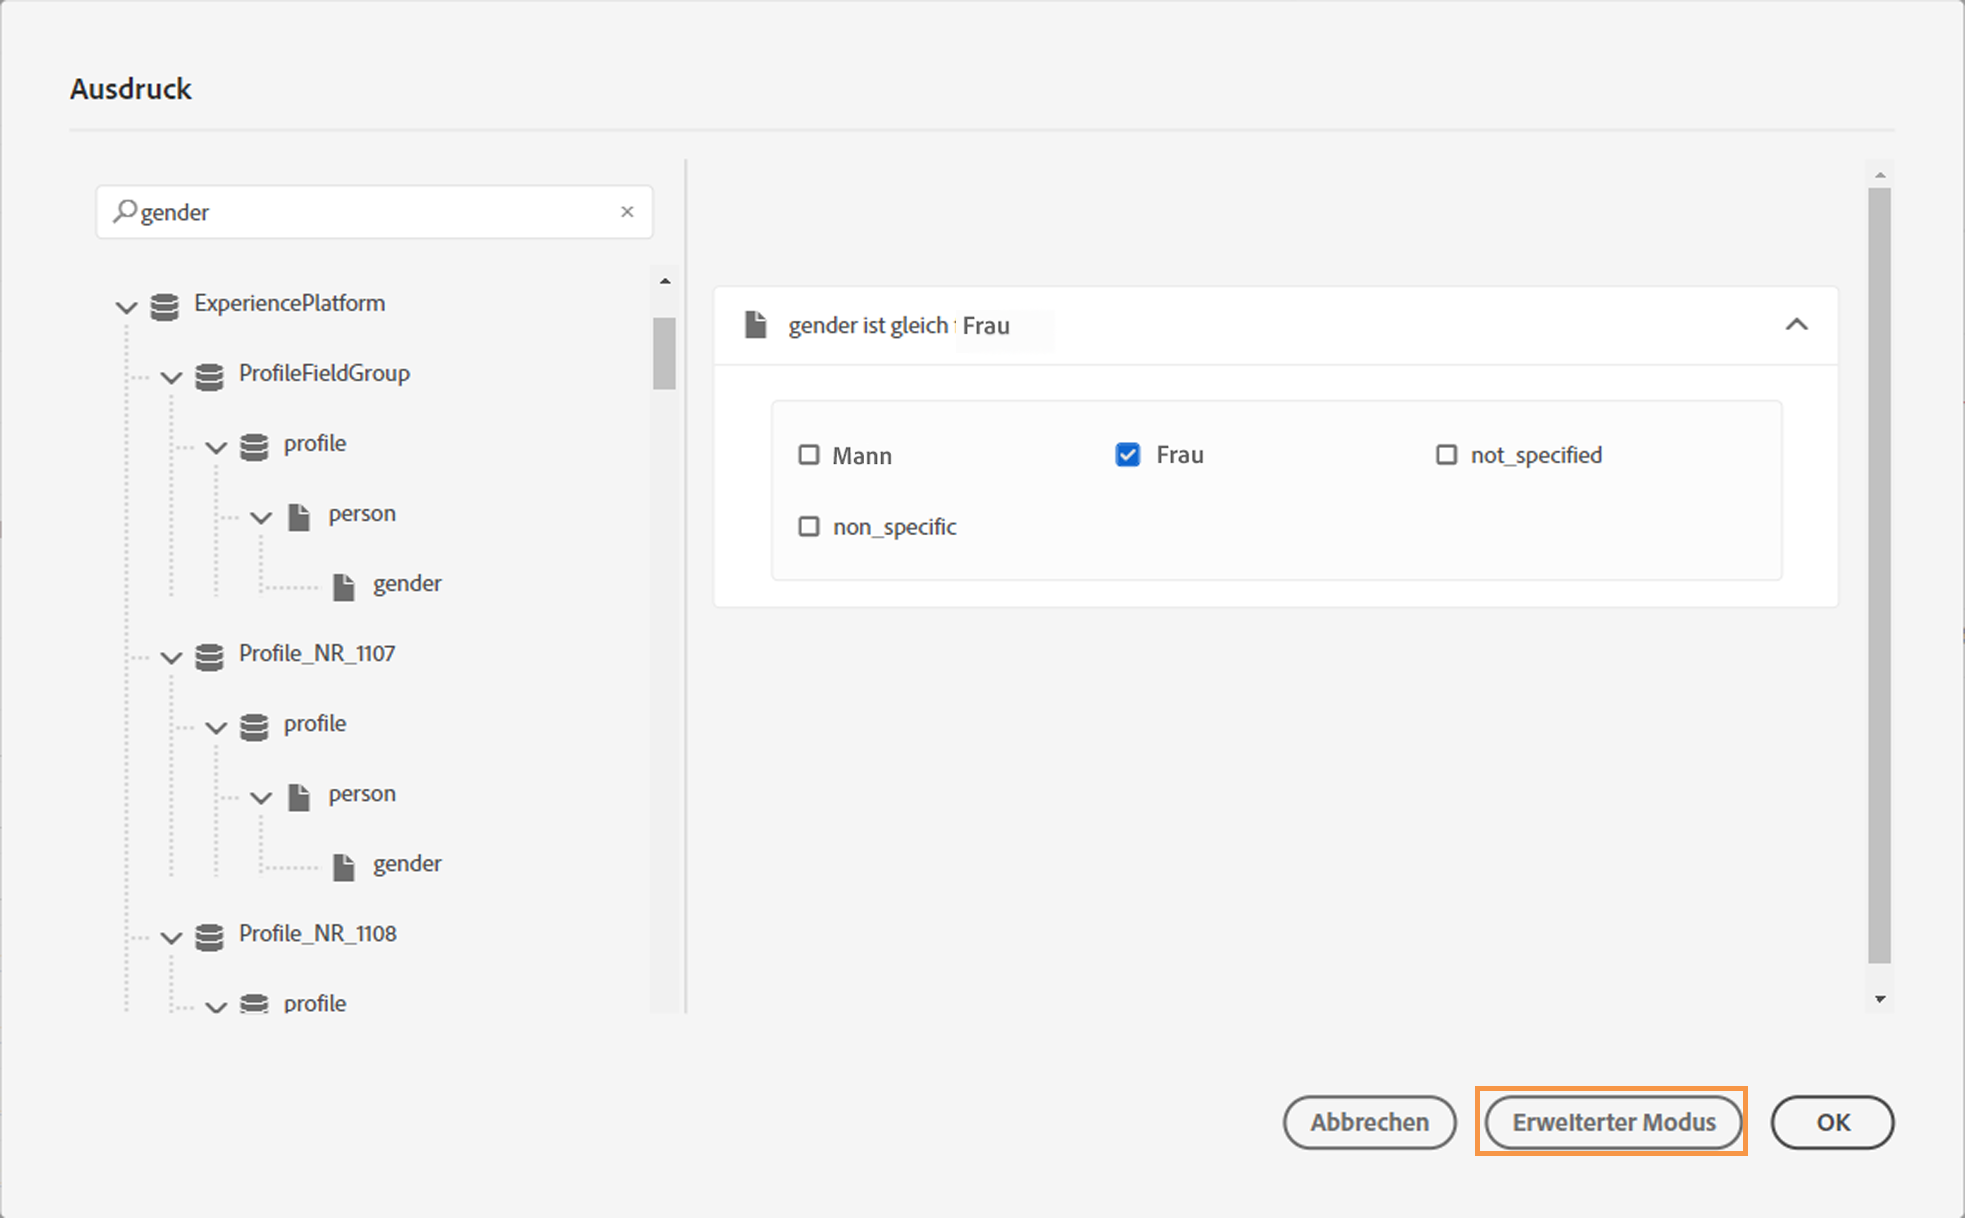 Ausdruck
gender
ExperiencePlatform
ProfileFieldGroup
profile
person
gender
Profile_NR_1107
profile
person
gender
Profile_NR_1108
profile
gender ist gleich Frau
Mann
Frau
not_specified
non_specific
Abbrechen
Erwelterter Modus
OK